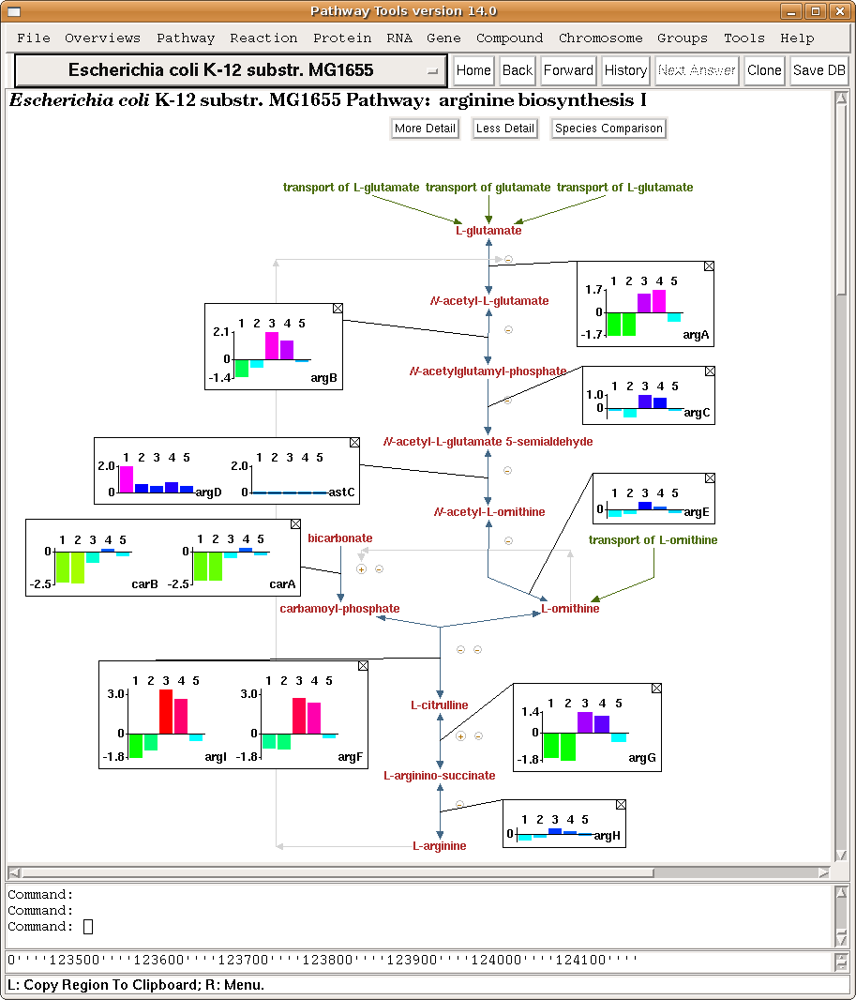 Pathway Tools version 14.0
File Overviews Pathway Reaction Protein RNA Gene Compound Chromosome Groups Tools Help
Escherichia coli K-12 substr. MG1655 Home Back Forward History Next Answer Clone Save DB
Escherichia coli K-12 substr. MG1655 Pathway: arginine biosynthesis I
More Detail Less Detail Species Comparison
transport of L-glutamate transport of glutamate transport of L-glutamate
L-glutamate
1 2 3 4 5
1.7
0
-1.7
argA
N-acetyl-L-glutamate
1 2 3 4 5
2.1
0
-1.4
argB
N-acetylglutamyl-phosphate
1 2 3 4 5
1.0
0
argC
N-acetyl-L-glutamate 5-semialdehyde
1 2 3 4 5 1 2 3 4 5
2.0 2.0
0 argD 0 astC
1 2 3 4 5
0
argE
N-acetyl-L-ornithine
bicarbonate
transport of L-ornithine
1 2 3 4 5 1 2 3 4 5
0 0
-2.5 carB -2.5 carA
carbamoyl-phosphate
L-ornithine
1 2 3 4 5 1 2 3 4 5
3.0 3.0
0 0
-1.8 argI -1.8 argF
L-citrulline
1 2 3 4 5
1.4
0
-1.8
argG
L-arginino-succinate
1 2 3 4 5
0
argH
L-arginine
Command:
Command:
Command:
0''''123500''''123600''''123700''''123800''''123900''''124000''''124100''''
L: Copy Region To Clipboard; R: Menu.